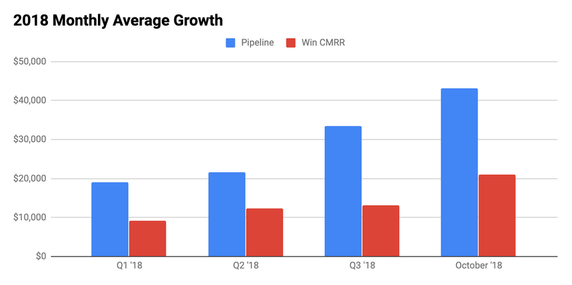 2018 Monthly Average Growth
Pipeline Win CMRR
$50,000
$40,000
$30,000
$20,000
$10,000
$0
Q1 '18 Q2 '18 Q3 '18 October '18